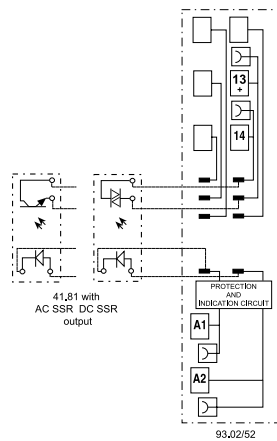 13
+
14
41.81 with
AC SSR DC SSR
output
PROTECTION
AND
INDICATION CIRCUIT
A1
A2
93.02/52